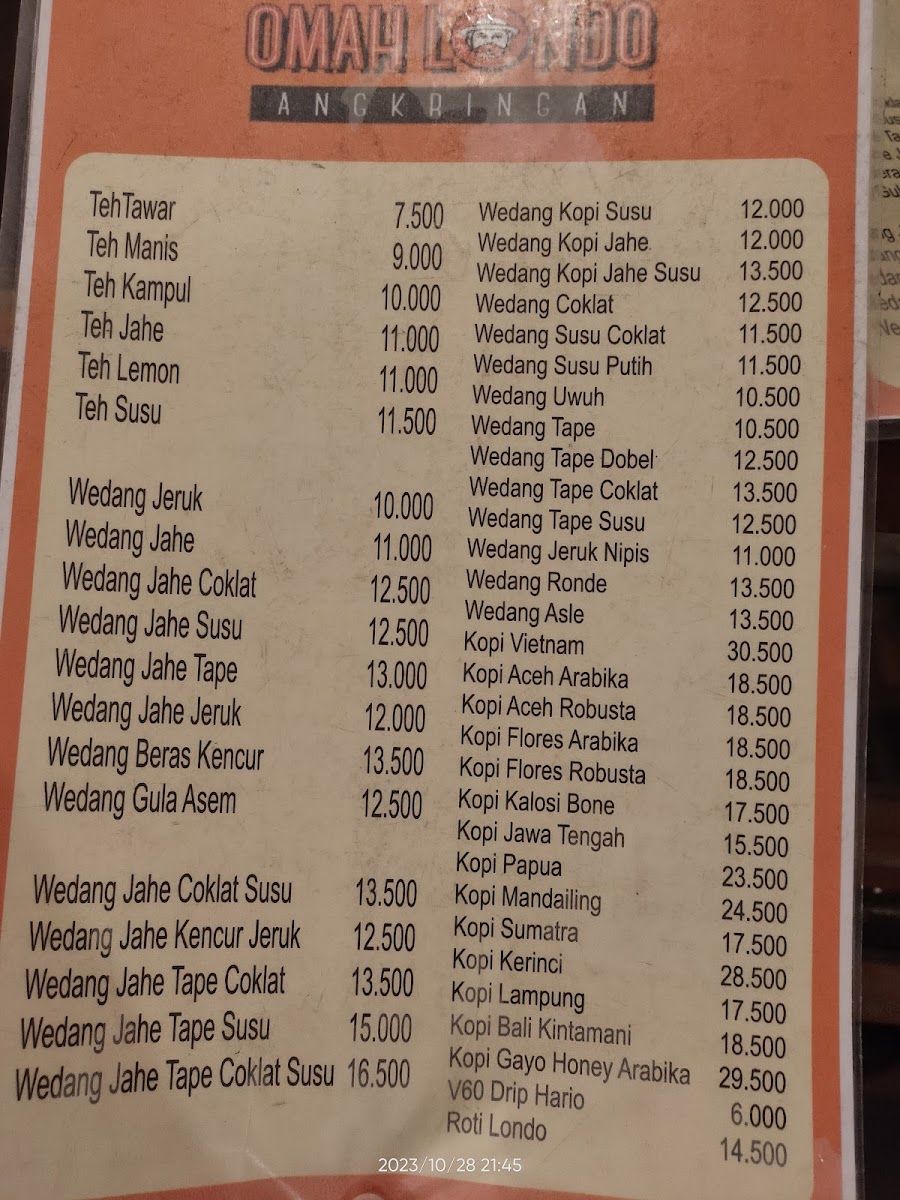 OMAH LONDO
ANGKRINGAN
TehTawar 7.500
Teh Manis 9.000
Teh Kampul 10.000
Teh Jahe 11.000
Teh Lemon 11.000
Teh Susu 11.500
Wedang Jeruk 10.000
Wedang Jahe 11.000
Wedang Jahe Coklat 12.500
Wedang Jahe Susu 12.500
Wedang Jahe Tape 13.000
Wedang Jahe Jeruk 12.000
Wedang Beras Kencur 13.500
Wedang Gula Asem 12.500
Wedang Jahe Coklat Susu 13.500
Wedang Jahe Kencur Jeruk 12.500
Wedang Jahe Tape Coklat 13.500
Wedang Jahe Tape Susu 15.000
Wedang Jahe Tape Coklat Susu 16.500
Wedang Kopi Susu 12.000
Wedang Kopi Jahe 12.000
Wedang Kopi Jahe Susu 13.500
Wedang Coklat 12.500
Wedang Susu Coklat 11.500
Wedang Susu Putih 11.500
Wedang Uwuh 10.500
Wedang Tape 10.500
Wedang Tape Dobel 12.500
Wedang Tape Coklat 13.500
Wedang Tape Susu 12.500
Wedang Jeruk Nipis 11.000
Wedang Ronde 13.500
Wedang Asle 13.500
Kopi Vietnam 30.500
Kopi Aceh Arabika 18.500
Kopi Aceh Robusta 18.500
Kopi Flores Arabika 18.500
Kopi Flores Robusta 18.500
Kopi Kalosi Bone 17.500
Kopi Jawa Tengah 15.500
Kopi Papua 23.500
Kopi Mandailing 24.500
Kopi Sumatra 17.500
Kopi Kerinci 28.500
Kopi Lampung 17.500
Kopi Bali Kintamani 18.500
Kopi Gayo Honey Arabika 29.500
V60 Drip Hario 6.000
Roti Londo 14.500
2023/10/28 21:45